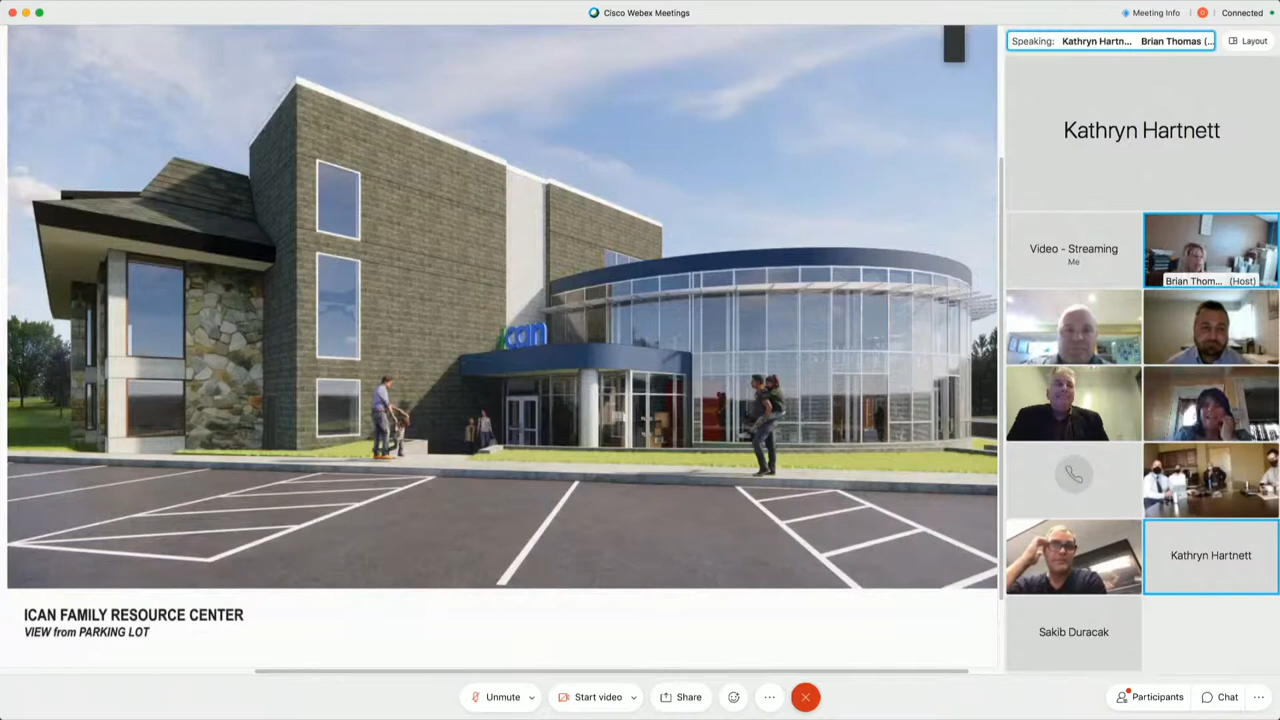 Cisco Webex Meetings
Meeting Info
Connected
Speaking: Kathryn Hartn... Brian Thomas (...
Layout
Kathryn Hartnett
Video - Streaming
Me
Brian Thom... (Host)
ican
Kathryn Hartnett
Sakib Duracak
ICAN FAMILY RESOURCE CENTER
VIEW from PARKING LOT
Unmute
Start video
Share
Participants
Chat